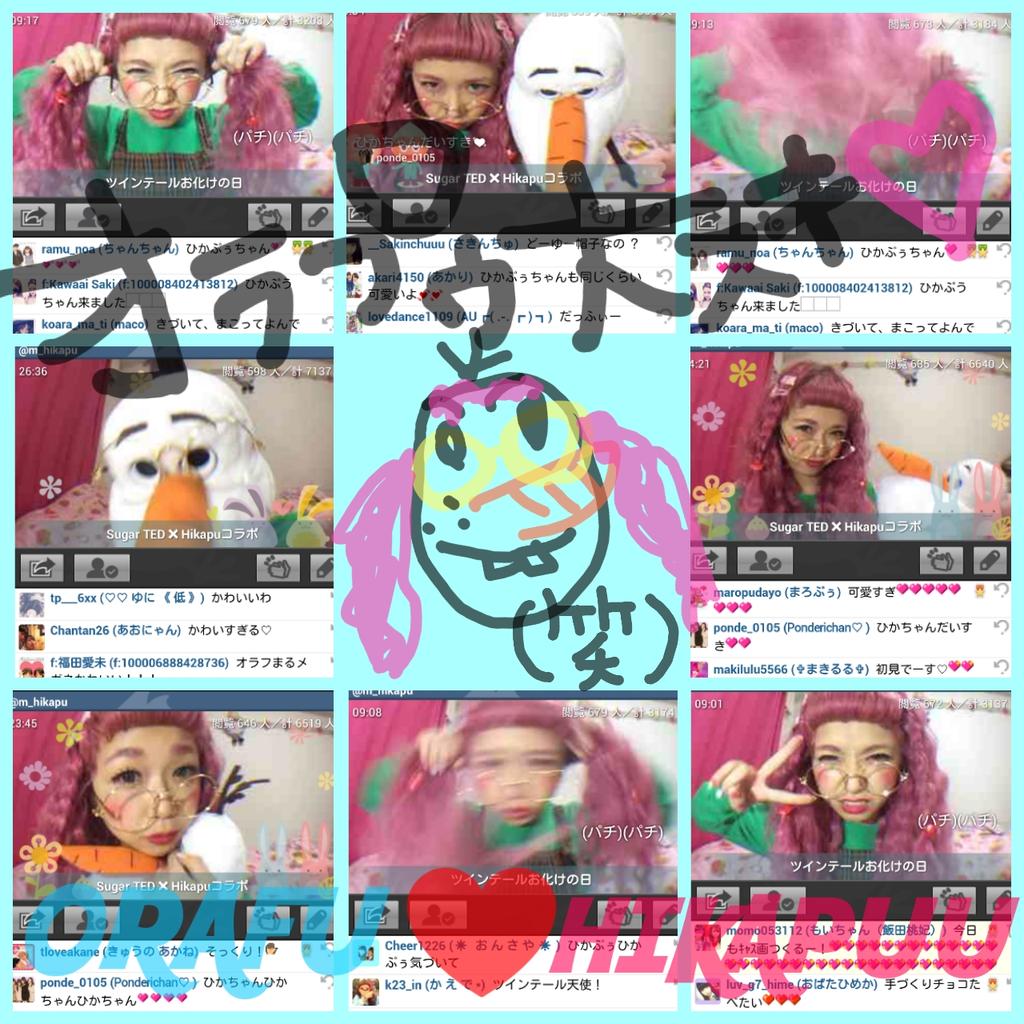 09:17 閲覧 679 人／計 3203 人
(パチ)(パチ)
ツインテールお化けの日
ramu_noa (ちゃんちゃん) ひかぷぅちゃん
f:Kawaai Saki (f:100008402413812) ひかぷう
ちゃん来ました
koara_ma_ti (maco) きづいて、まこってよんで
ひかちゃんだいすき
ponde_0105
Sugar TED ✖ Hikapuコラボ
__Sakinchuuu (さきんちゅ) どーゆー帽子なの ？
akari4150 (あかり) ひかぷぅちゃんも同じくらい
可愛いよ
lovedance1109 (AU ┌( .-. ┌ ) ┐) だっふぃー
9:13 閲覧 673 人／計 3184 人
(パチ)(パチ)
ツインテールお化けの日
ramu_noa (ちゃんちゃん) ひかぷぅちゃん
f:Kawaai Saki (f:100008402413812) ひかぷう
ちゃん来ました
koara_ma_ti (maco) きづいて、まこってよんで
@m_hikapu
26:36 閲覧 598 人／計 7137
Sugar TED ✖ Hikapuコラボ
tp___6xx (♡♡ ゆに 《 低 》) かわいいわ
Chantan26 (あおにゃん) かわいすぎる♡
f:福田愛未 (f:100006888428736) オラフまるメ
(笑)
4:21 閲覧 635 人／計 6640 人
Sugar TED ✖ Hikapuコラボ
maropudayo (まろぷぅ) 可愛すぎ
ponde_0105 (Ponderichan♡) ひかちゃんだいす
き
makilulu5566 (✞まきるる✞) 初見でーす♡
@m_hikapu
23:45 閲覧 646 人／計 6519 人
Sugar TED ✖ Hikapuコラボ
tloveakane (きゅうの あかね) そっくり！
ponde_0105 (Ponderichan♡) ひかちゃんひか
ちゃんひかちゃん
@m_hikapu
09:08 閲覧 679 人／計 3174
(パチ)(パチ)
ツインテールお化けの日
Cheer1226 (☀ おんさや ☀) ひかぷぅひか
ぷぅ気づいて
k23_in (か え で •) ツインテール天使！
09:01 閲覧 672 人／計 3137
(パチ)(パチ)
ツインテールお化けの日
momo053112 (もいちゃん（飯田桃妃）) 今日
もｷｬｽ画つくるー！
luv_g7_hime (おばたひめか) 手づくりチョコた
べたい
ORAFU HIKAPUU